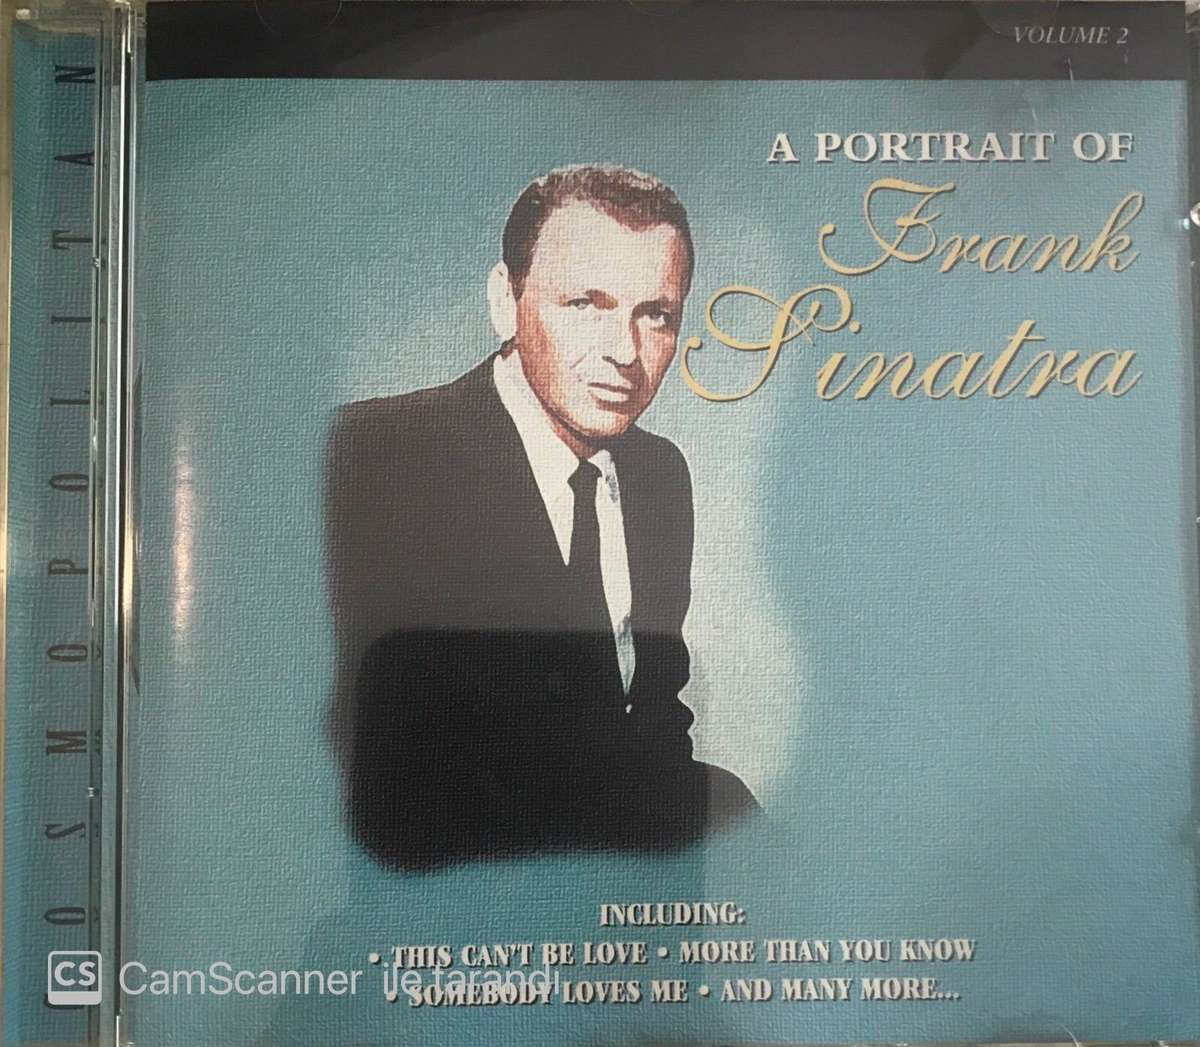 VOLUME 2
A PORTRAIT OF
Frank
Sinatra
COSMOPOLITAN
INCLUDING:
• THIS CAN'T BE LOVE • MORE THAN YOU KNOW
• SOMEBODY LOVES ME • AND MANY MORE...
CS CamScanner ile tarandı